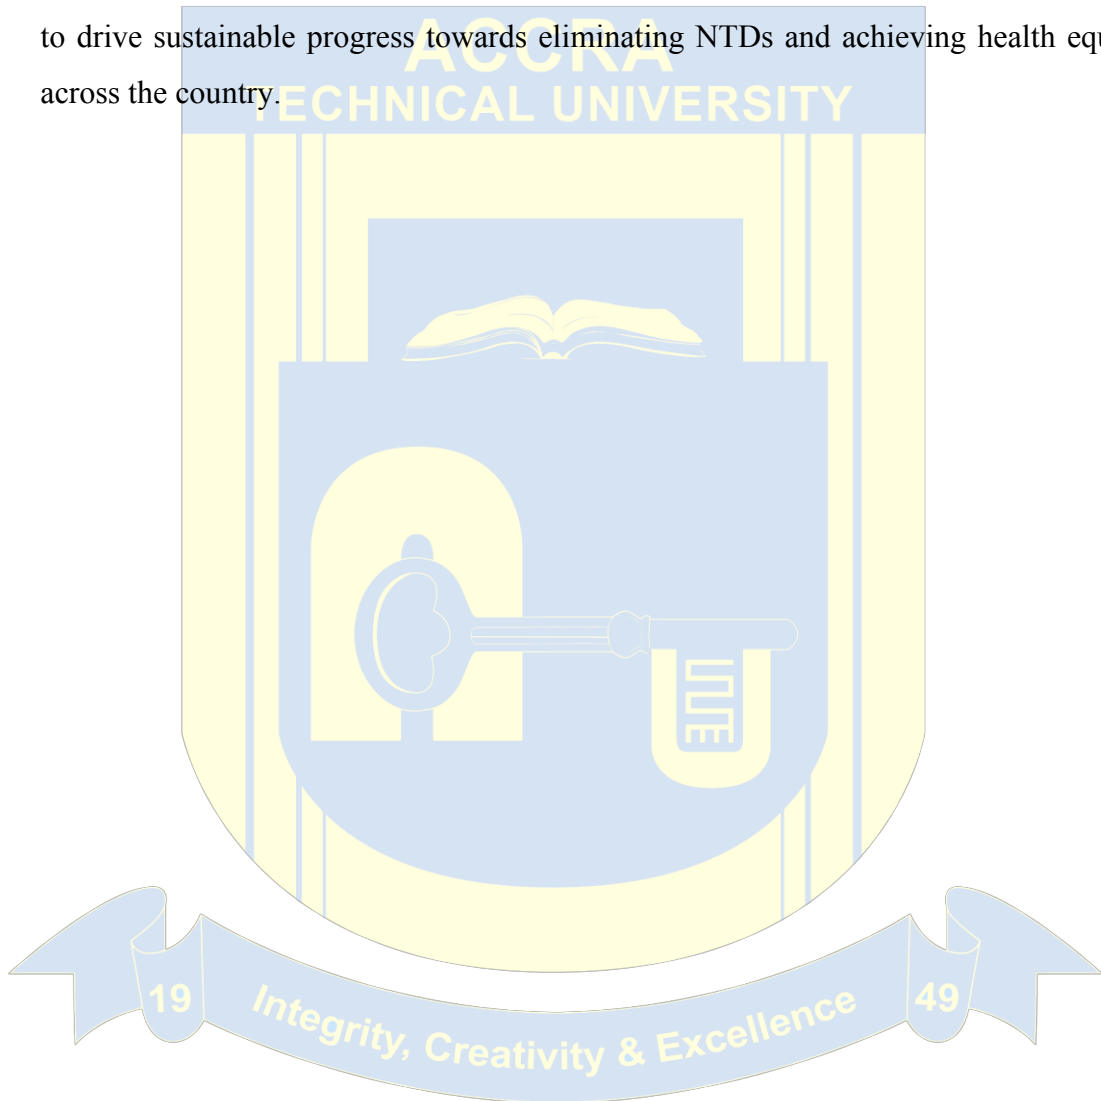 to drive sustainable progress towards eliminating NTDs and achieving health
across the country.
ACCRA
TECHNICAL UNIVERSITY
19
Integrity, Creativity & Excellence
49